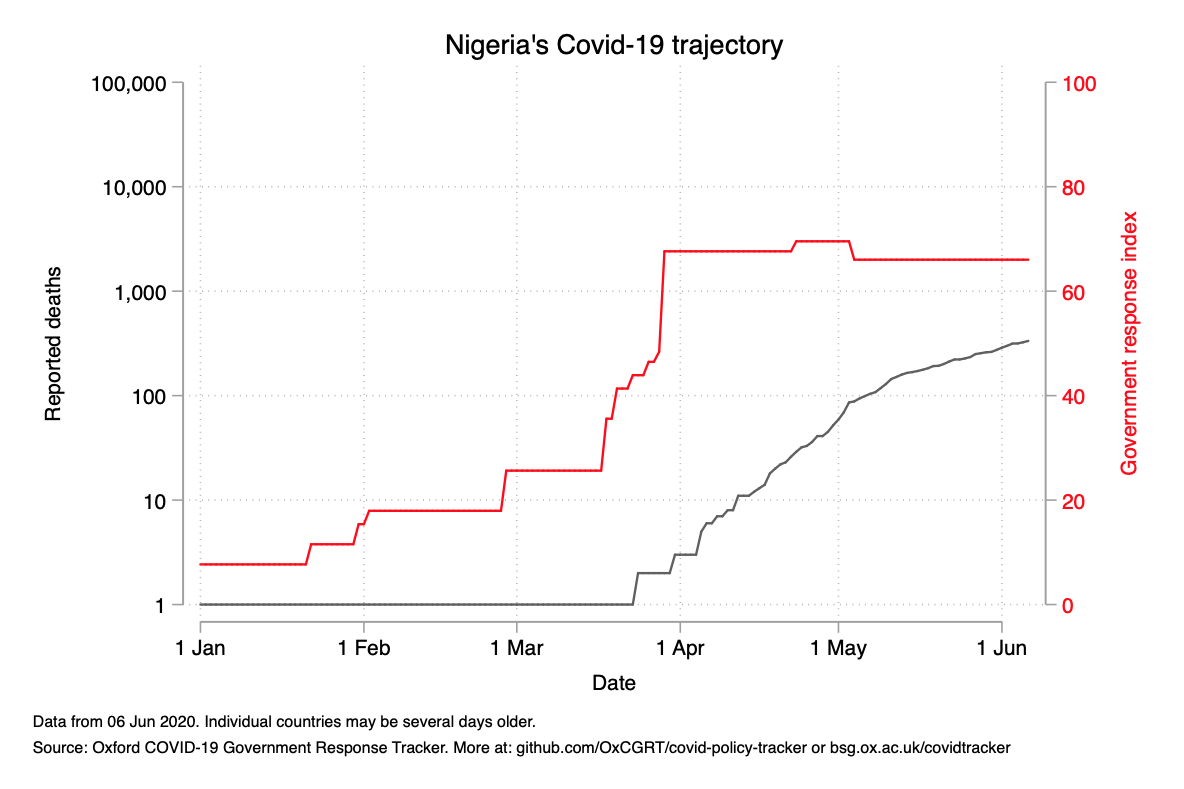 Nigeria's Covid-19 trajectory
100,000
10,000
1,000
100
10
1
Reported deaths
100
80
60
40
20
0
Government response index
1 Jan 1 Feb 1 Mar 1 Apr 1 May 1 Jun
Date
Data from 06 Jun 2020. Individual countries may be several days older.
Source: Oxford COVID-19 Government Response Tracker. More at: github.com/OxCGRT/covid-policy-tracker or bsg.ox.ac.uk/covidtracker